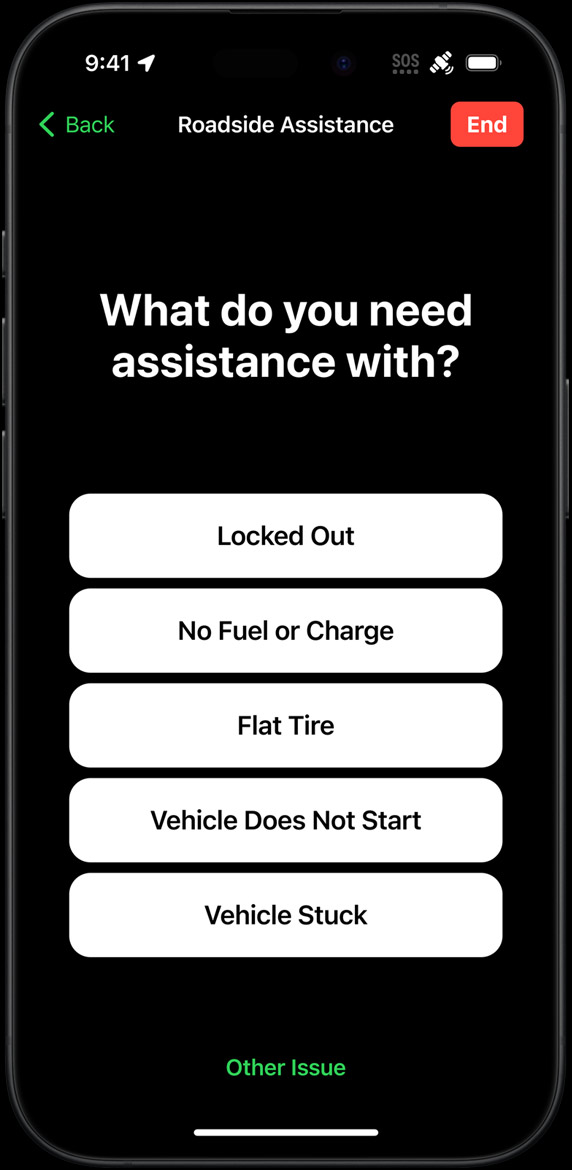 9:41
SOS
Back
Roadside Assistance
End
What do you need
assistance with?
Locked Out
No Fuel or Charge
Flat Tire
Vehicle Does Not Start
Vehicle Stuck
Other Issue